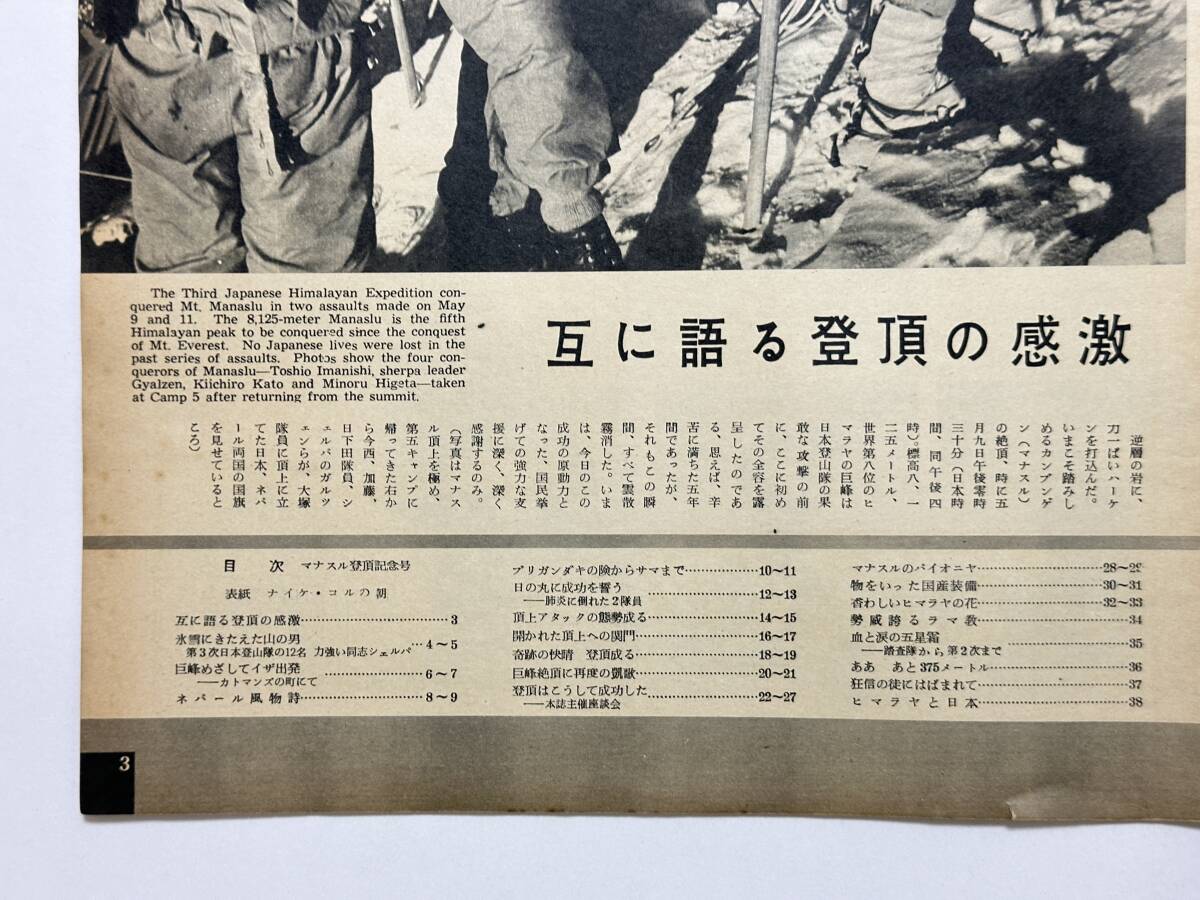 The Third Japanese Himalayan Expedition con-
quered Mt. Manaslu in two assaults made on May
9 and 11. The 8,125-meter Manaslu is the fifth
Himalayan peak to be conquered since the conquest
of Mt. Everest. No Japanese lives were lost in the
past series of assaults. Photos show the four con-
querors of Manaslu—Toshio Imanishi, sherpa leader
Gyalzen, Kiichiro Kato and Minoru Higeta—taken
at Camp 5 after returning from the summit.
互に語る登頂の感激
逆層の岩に、
力一ぱいハーケ
ンを打込んだ。
いまこそ踏みし
めるカンプンゲ
ン(マナスル)
の絶頂、時に五
月九日午後零時
三十分(日本時
間、同午後四
時)。標高八、一
二五メートル、
世界第八位のヒ
マラヤの巨峰は
日本登山隊の果
敢な攻撃の前
に、ここに初め
てその全容を露
呈したのであ
る、思えば、辛
苦に満ちた五年
間であったが、
それもこの瞬
間、すべて雲散
霧消した。いま
は、今日のこの
成功の原動力と
なった、国民挙
げての強力な支
援に深く、深く
感謝するのみ。
(写真はマナス
ル頂上を極め、
第五キャンプに
帰ってきた右か
ら今西、加藤、
日下田隊員、シ
ェルパのガルツ
ェンらが、大塚
隊員に頂上に立
てた日本、ネパ
ール両国の国旗
を見せていると
ころ)
目次 マナスル登頂記念号
表紙 ナイケ・コルの朝
互に語る登頂の感激 3
氷雪にきたえた山の男
第3次日本登山隊の12名 力強い同志シェルパ 4～5
巨峰めざしてイザ出発
——カトマンズの町にて 6～7
ネパール風物詩 8～9
ブリガンダキの険からサマまで 10～11
日の丸に成功を誓う
——肺炎に倒れた2隊員 12～13
頂上アタックの態勢成る 14～15
開かれた頂上への関門 16～17
奇跡の快晴 登頂成る 18～19
巨峰絶頂に再度の凱歌 20～21
登頂はこうして成功した
——本誌主催座談会 22～27
マナスルのパイオニヤ 28～29
物をいった国産装備 30～31
香わしいヒマラヤの花 32～33
勢威誇るラマ教 34
血と涙の五星霜
——踏査隊から第2次まで 35
ああ あと375メートル 36
狂信の徒にはばまれて 37
ヒマラヤと日本 38
3